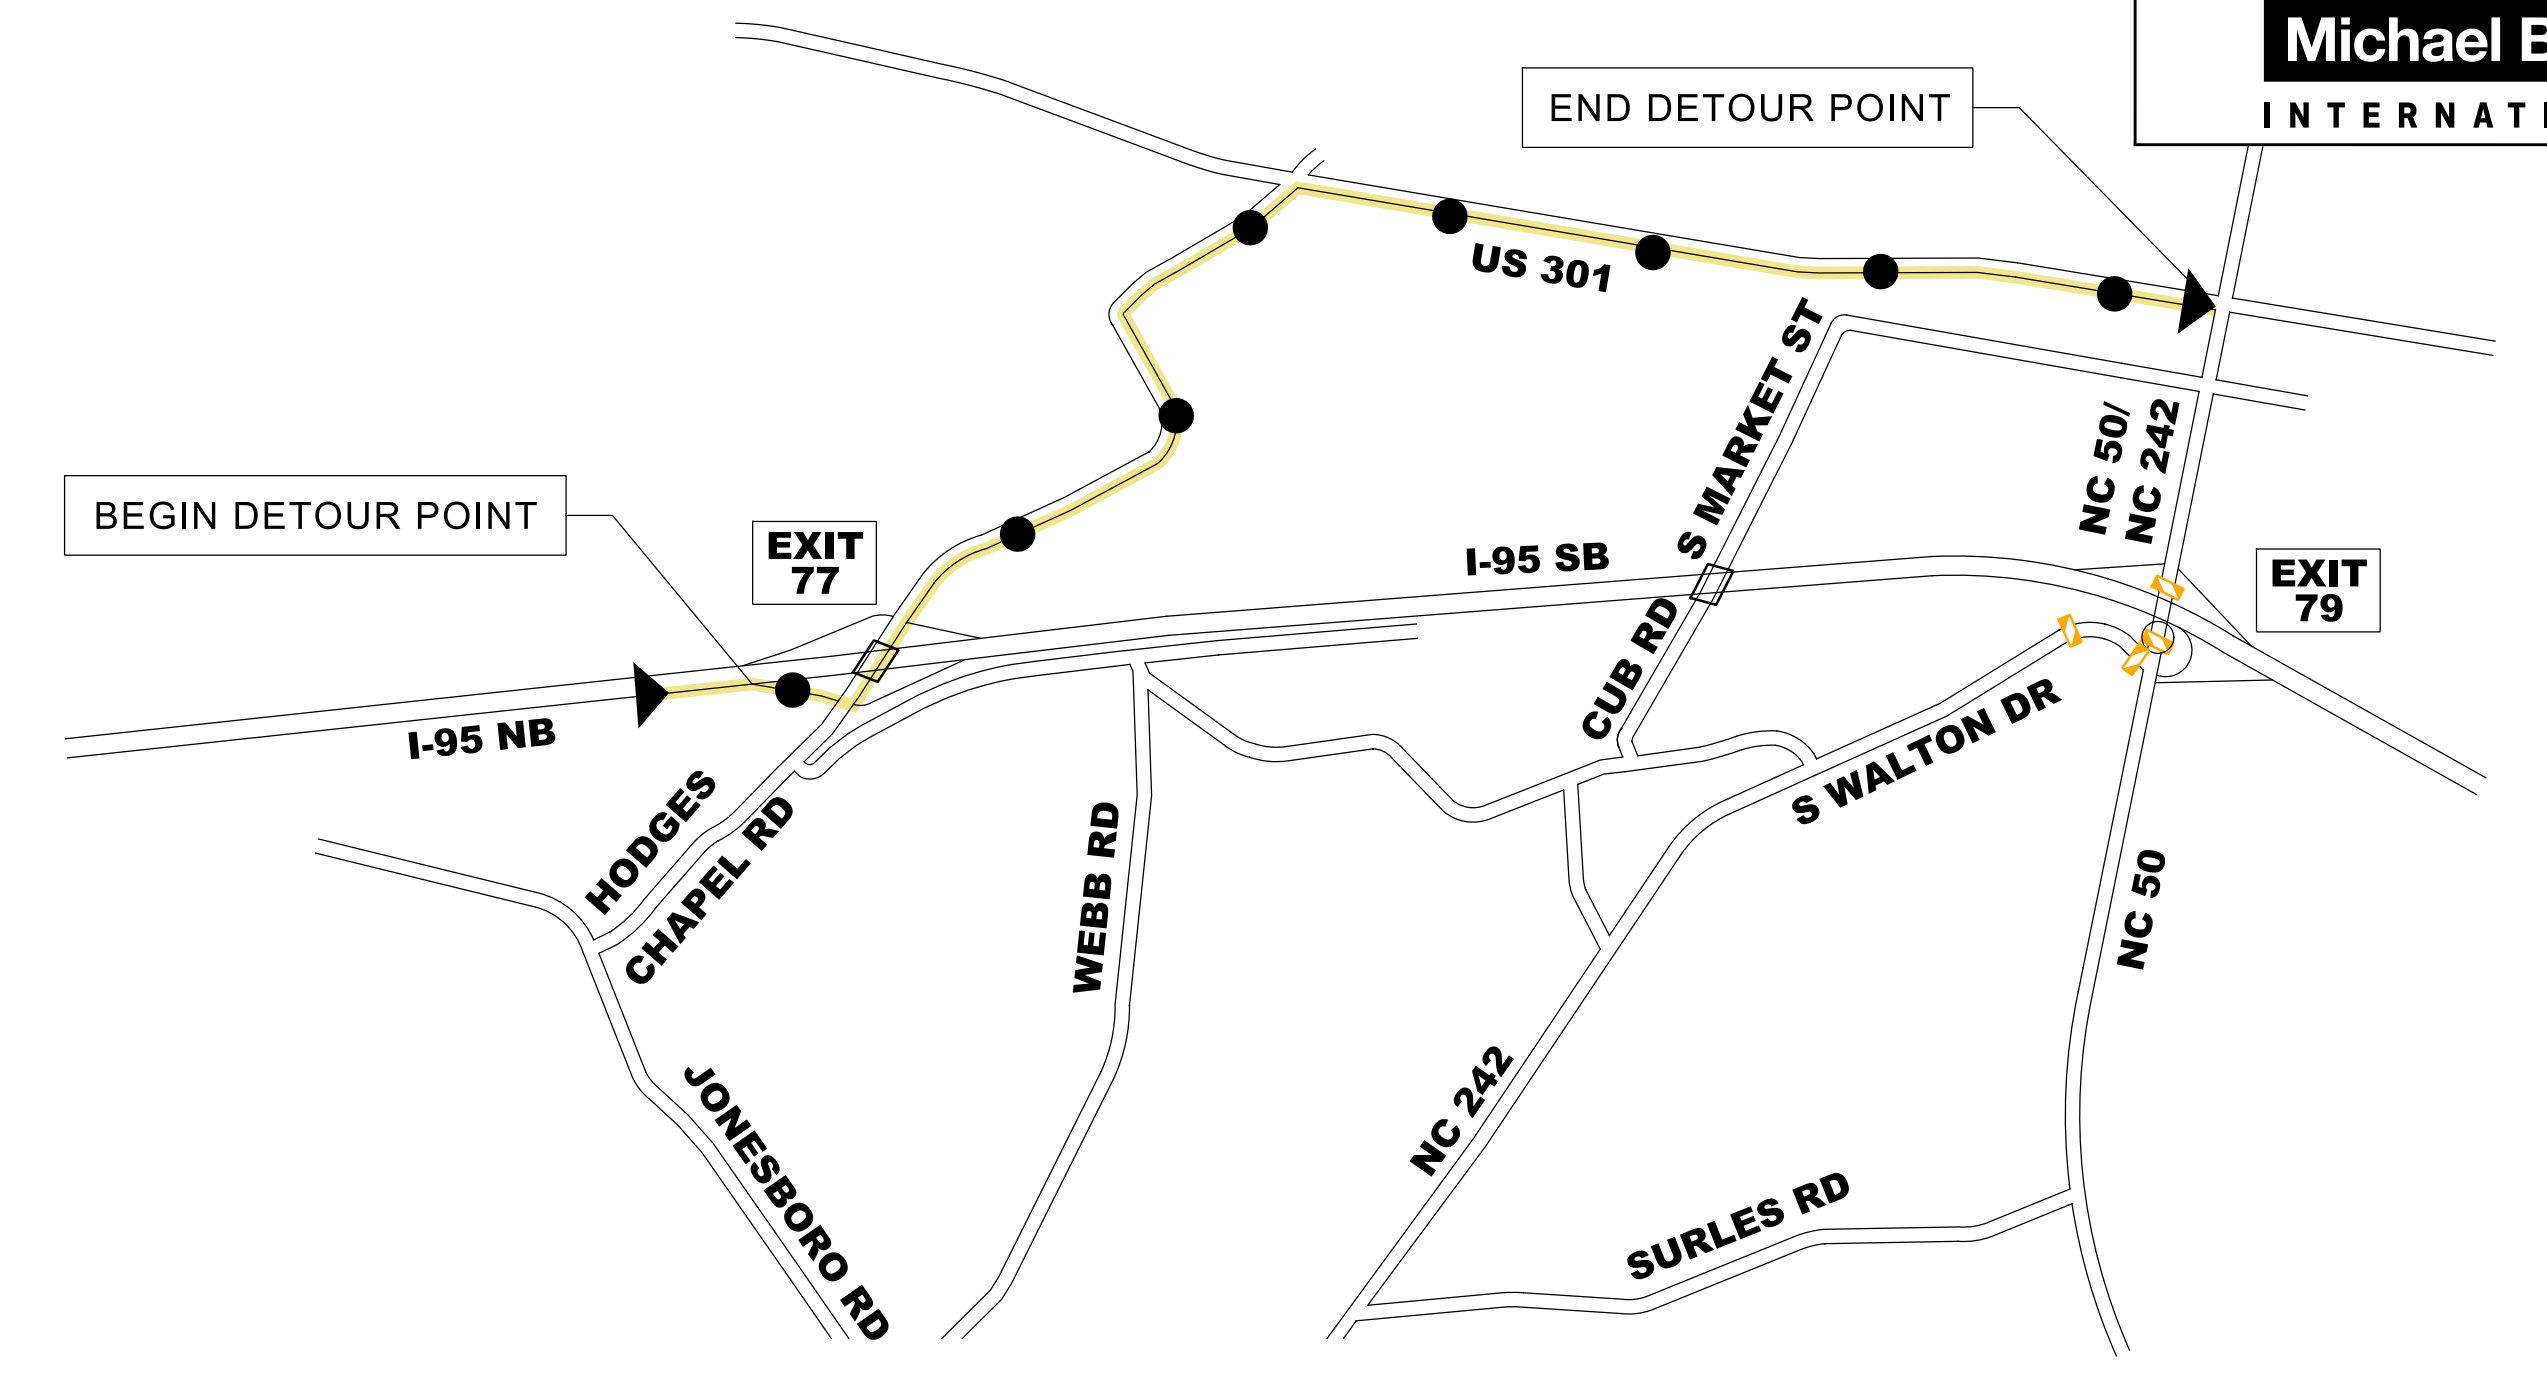 Michael B
INTERNAT
END DETOUR POINT
US 301
S MARKET ST
NC 50/
NC 242
BEGIN DETOUR POINT
EXIT
77
I-95 SB
EXIT
79
CUB RD
I-95 NB
S WALTON DR
HODGES
CHAPEL RD
WEBB RD
NC 50
NC 242
JONESBORO RD
SURLES RD